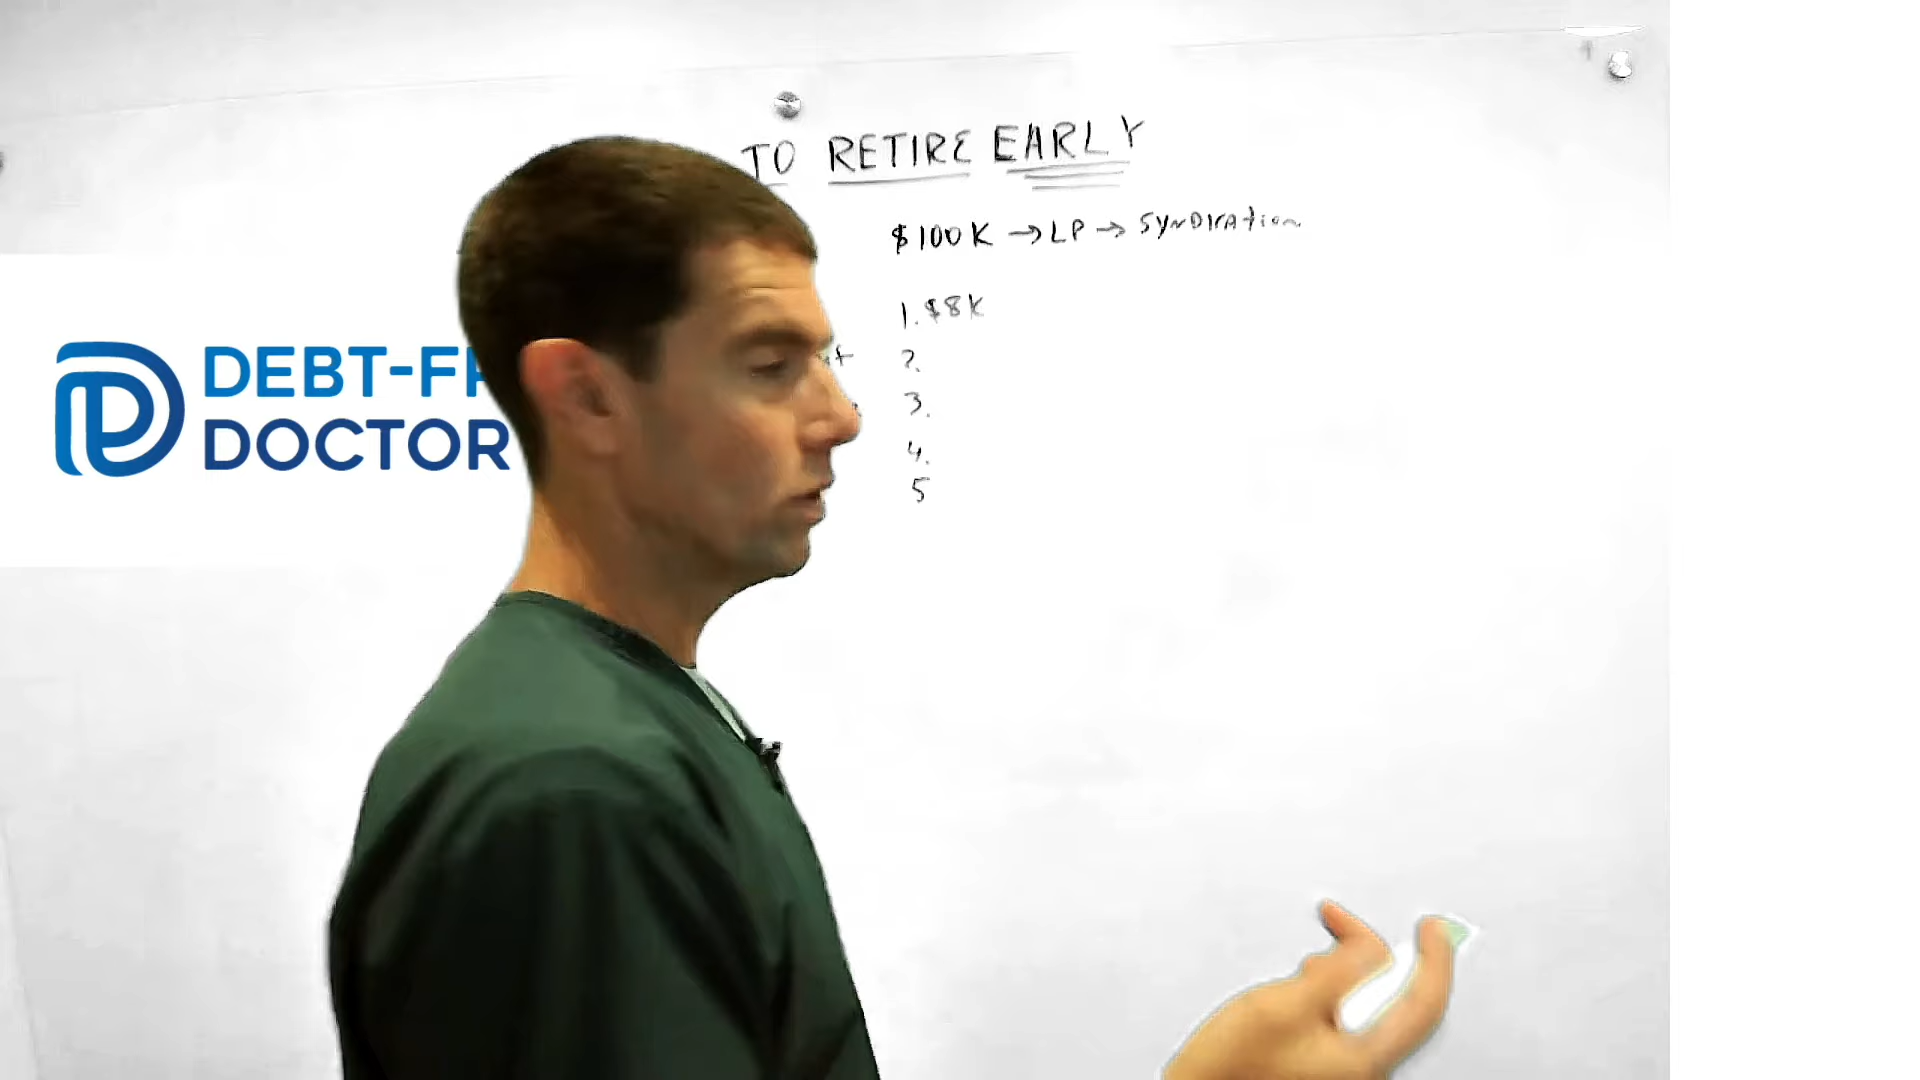 TO RETIRE EARLY
$100K → LP → SYNDICATION
1. $8K
2.
3.
4.
5
DEBT-FR
DOCTOR